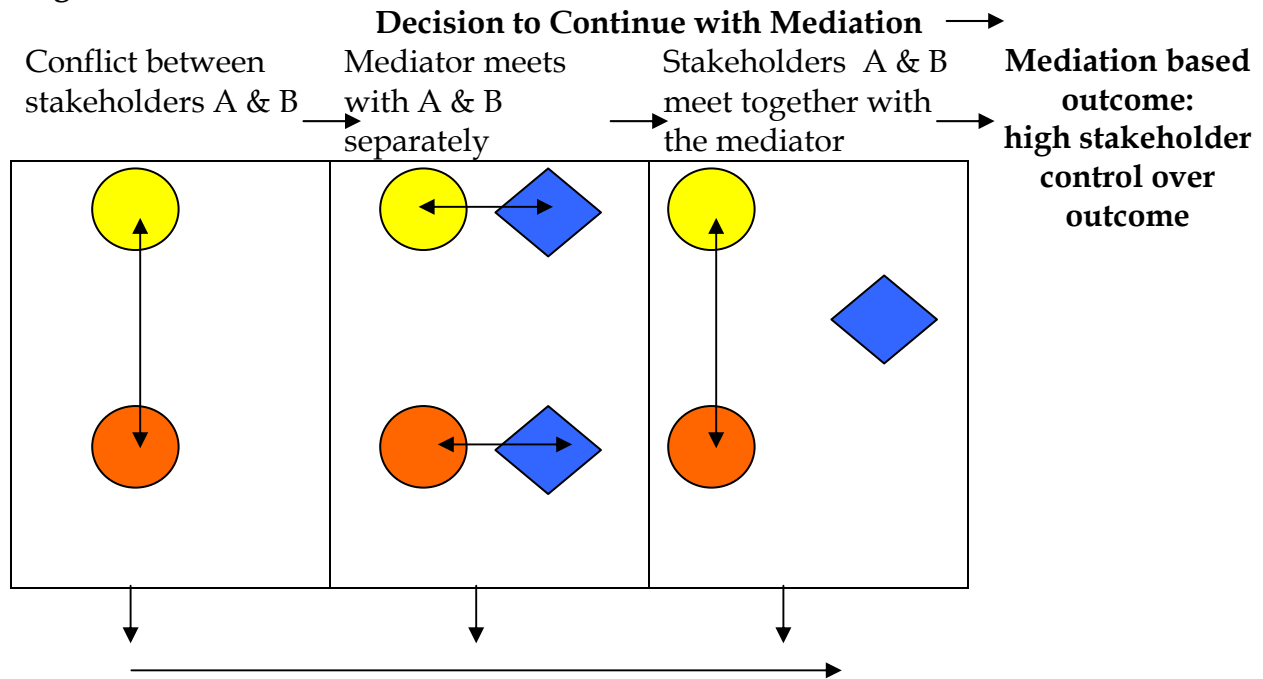 Decision to Continue with Mediation
Conflict between
stakeholders A & B
Mediator meets
with A & B
separately
Stakeholders A & B
meet together with
the mediator
Mediation based
outcome:
high stakeholder
control over
outcome